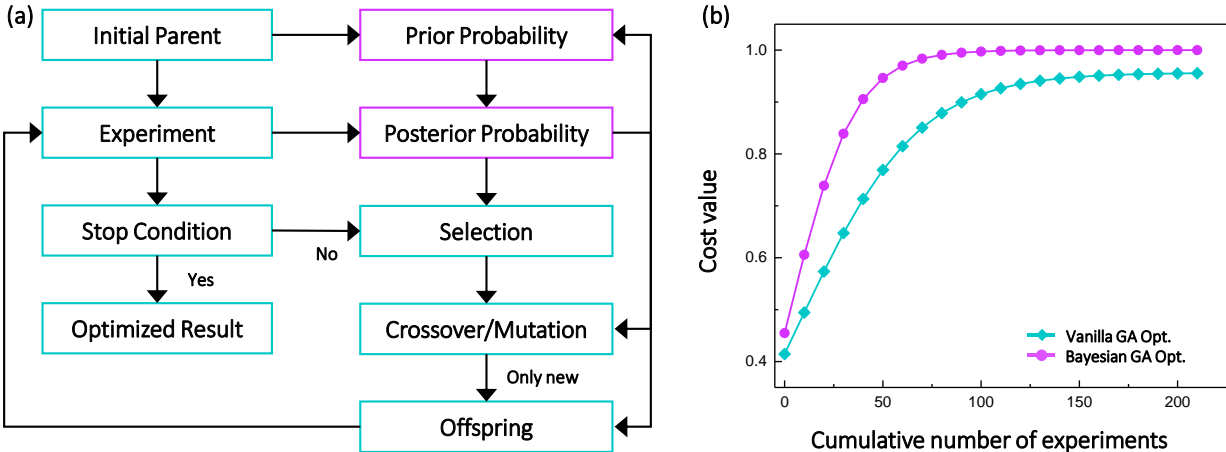 (a)
Initial Parent
Prior Probability
Experiment
Posterior Probability
Stop Condition
No
Selection
Yes
Optimized Result
Crossover/Mutation
Only new
Offspring
(b)
Cost value
1.0
0.8
0.6
0.4
Vanilla GA Opt.
Bayesian GA Opt.
0 50 100 150 200
Cumulative number of experiments